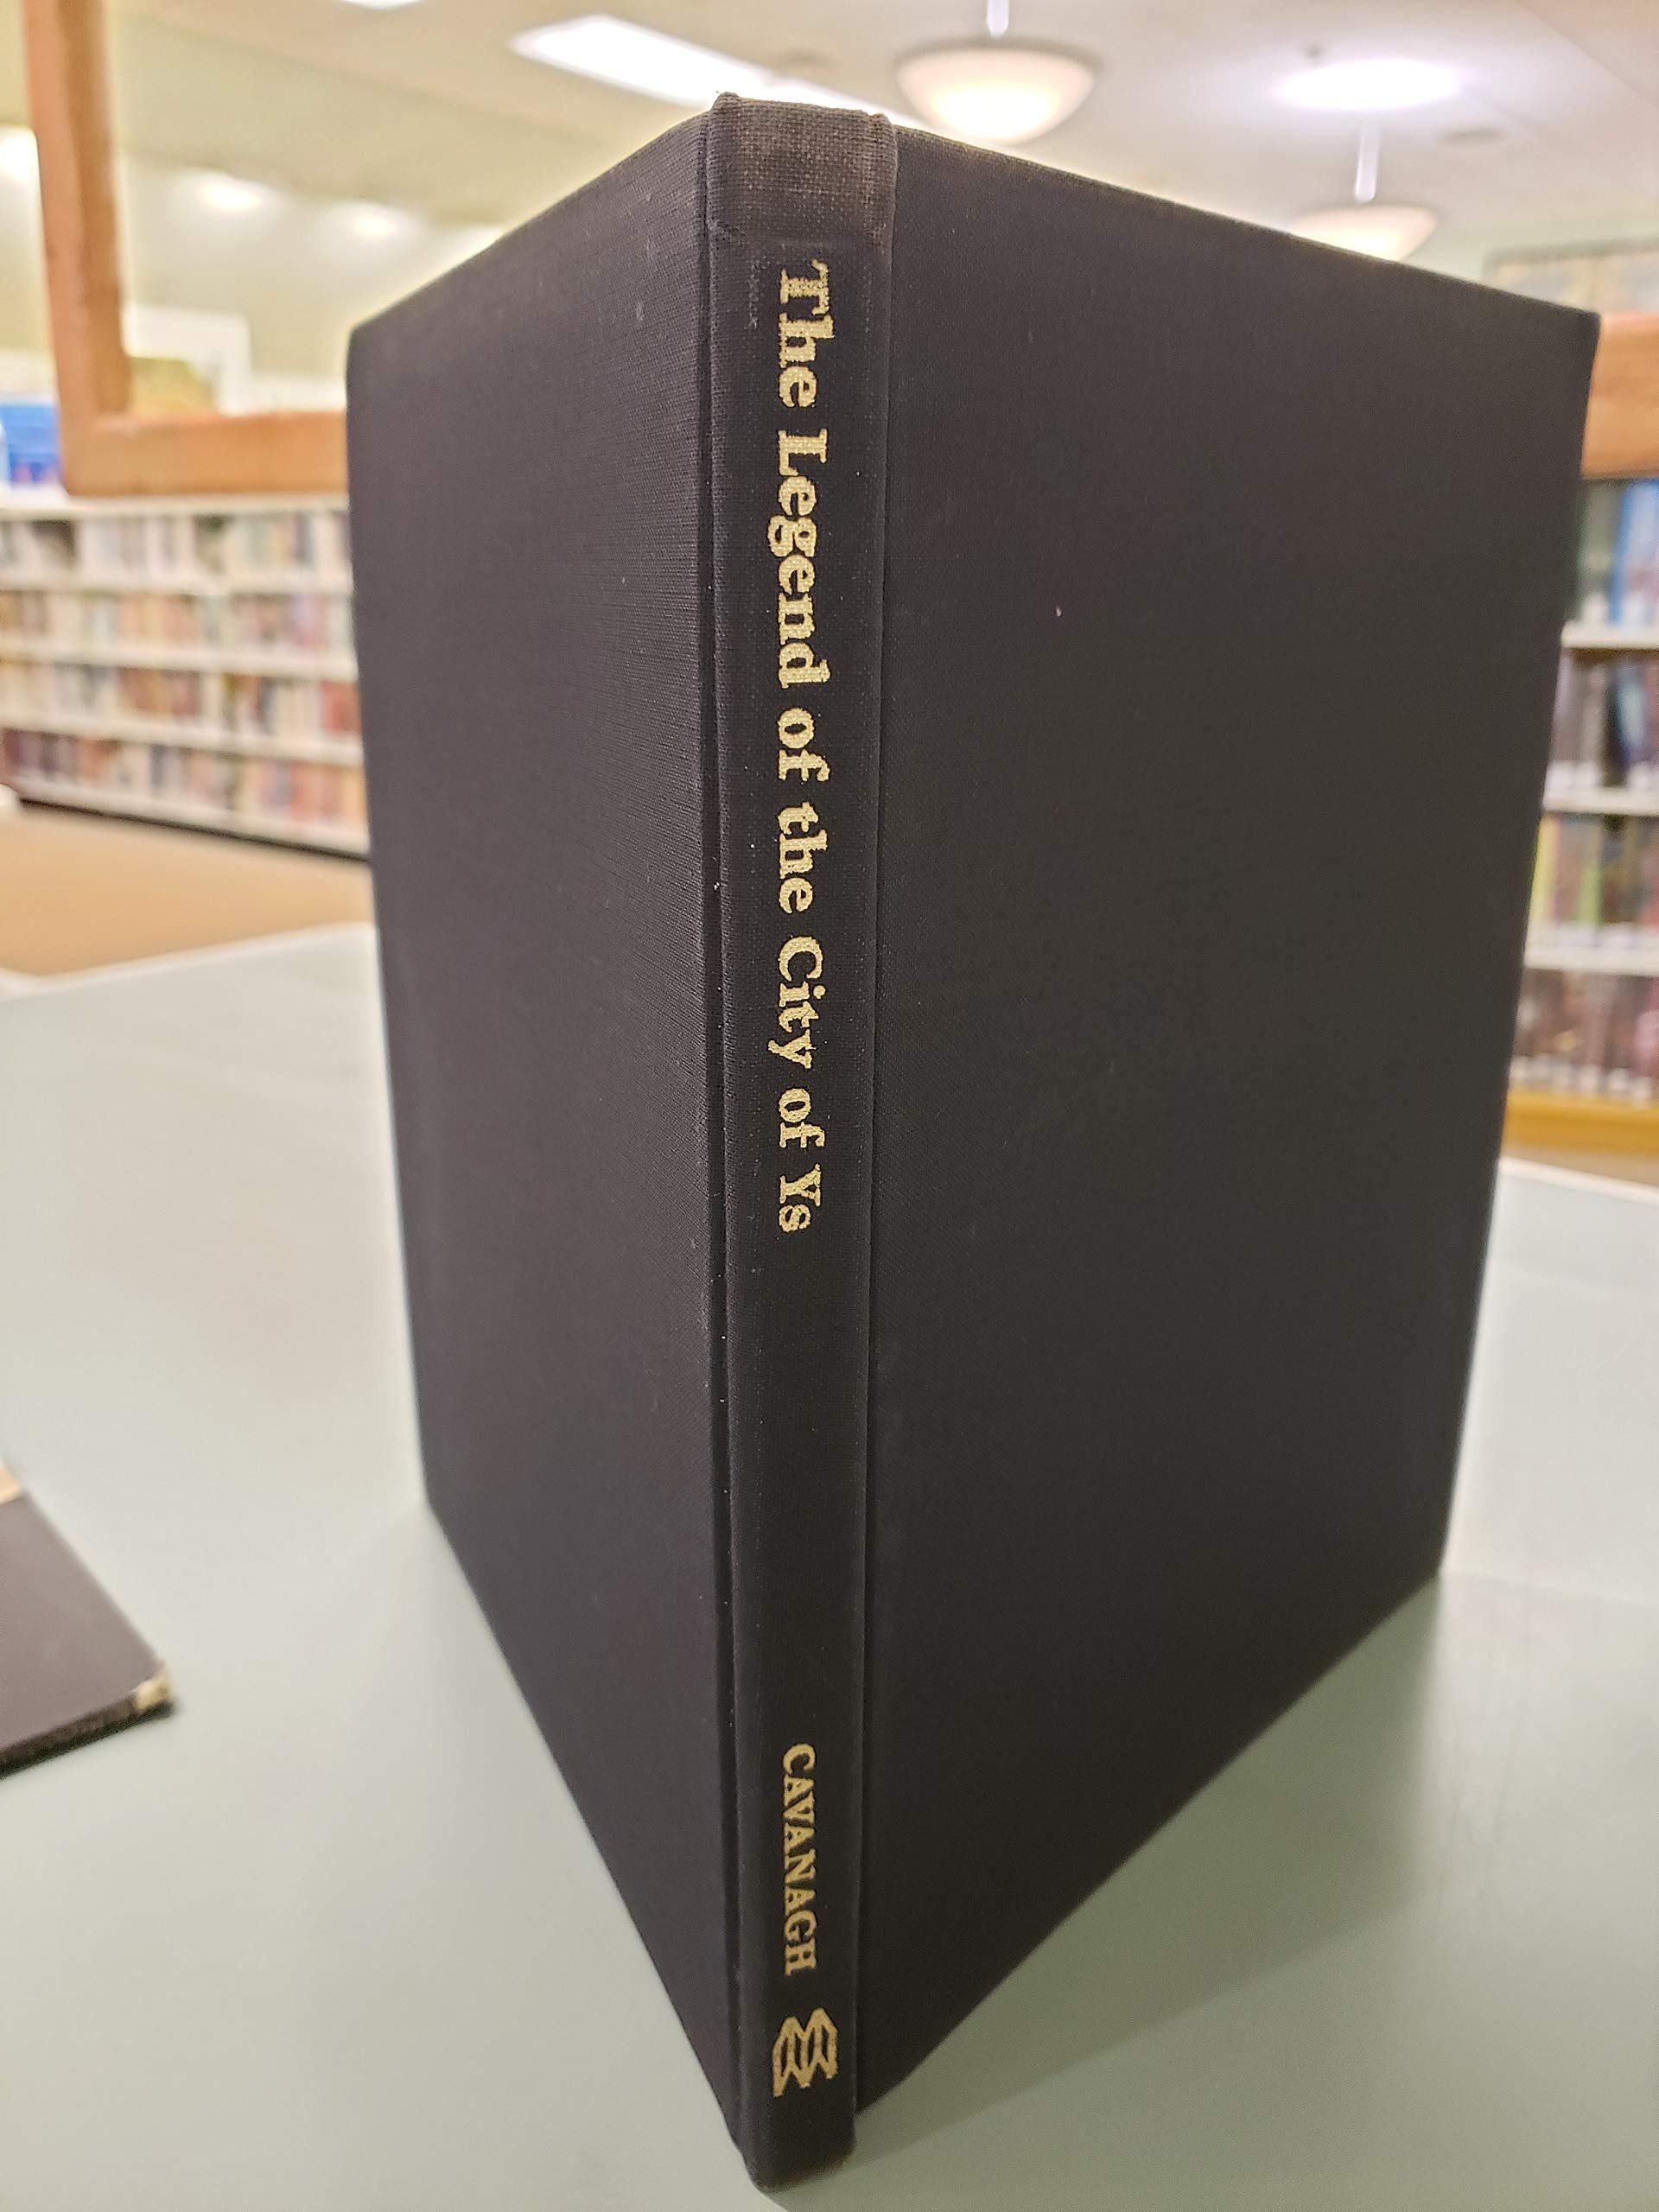 The Legend of the City of Ys
CAVANAGH